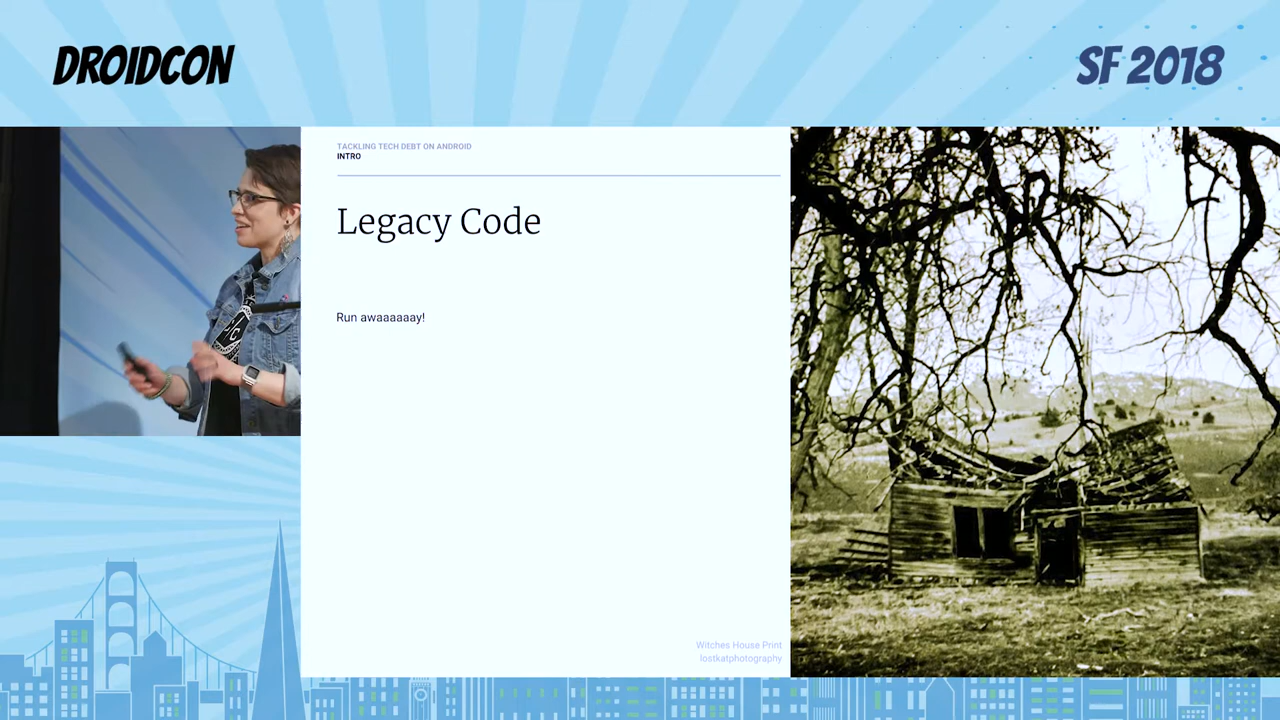 DROIDCON
SF 2018
TACKLING TECH DEBT ON ANDROID
INTRO
Legacy Code
Run awaaaaaay!
Witches House Print
lostkatphotography